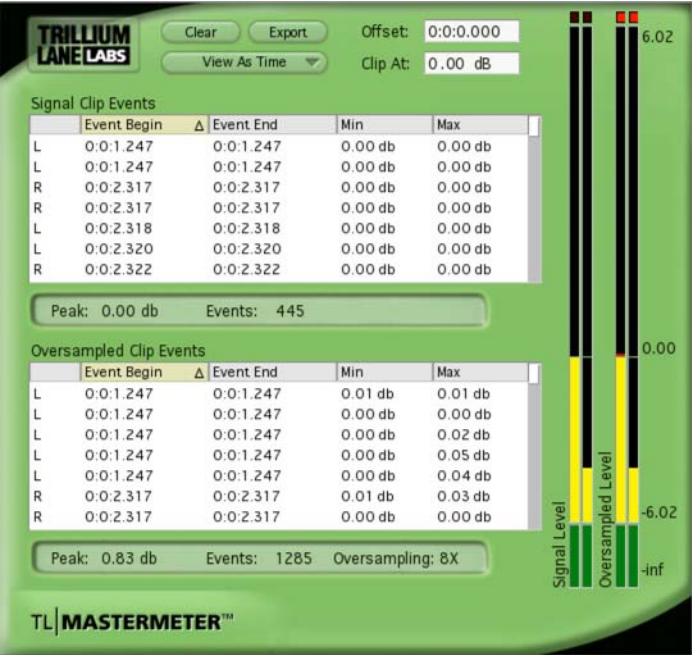 TRILLIUM
LANE LABS
Clear
Export
Offset: 0:0:0.000
View As Time
Clip At: 0.00 dB
Signal Clip Events
Event Begin Δ Event End Min Max
L 0:0:1.247 0:0:1.247 0.00 db 0.00 db
L 0:0:1.247 0:0:1.247 0.00 db 0.00 db
R 0:0:2.317 0:0:2.317 0.00 db 0.00 db
R 0:0:2.317 0:0:2.317 0.00 db 0.00 db
L 0:0:2.318 0:0:2.318 0.00 db 0.00 db
L 0:0:2.320 0:0:2.320 0.00 db 0.00 db
R 0:0:2.322 0:0:2.322 0.00 db 0.00 db
Peak: 0.00 db Events: 445
Oversampled Clip Events
Event Begin Δ Event End Min Max
L 0:0:1.247 0:0:1.247 0.01 db 0.01 db
L 0:0:1.247 0:0:1.247 0.00 db 0.00 db
L 0:0:1.247 0:0:1.247 0.00 db 0.02 db
L 0:0:1.247 0:0:1.247 0.00 db 0.05 db
L 0:0:1.247 0:0:1.247 0.00 db 0.04 db
R 0:0:2.317 0:0:2.317 0.01 db 0.03 db
R 0:0:2.317 0:0:2.317 0.00 db 0.00 db
Peak: 0.83 db Events: 1285 Oversampling: 8X
TL|MASTERMETER™
Signal Level
Oversampled Level
6.02
0.00
-6.02
-inf